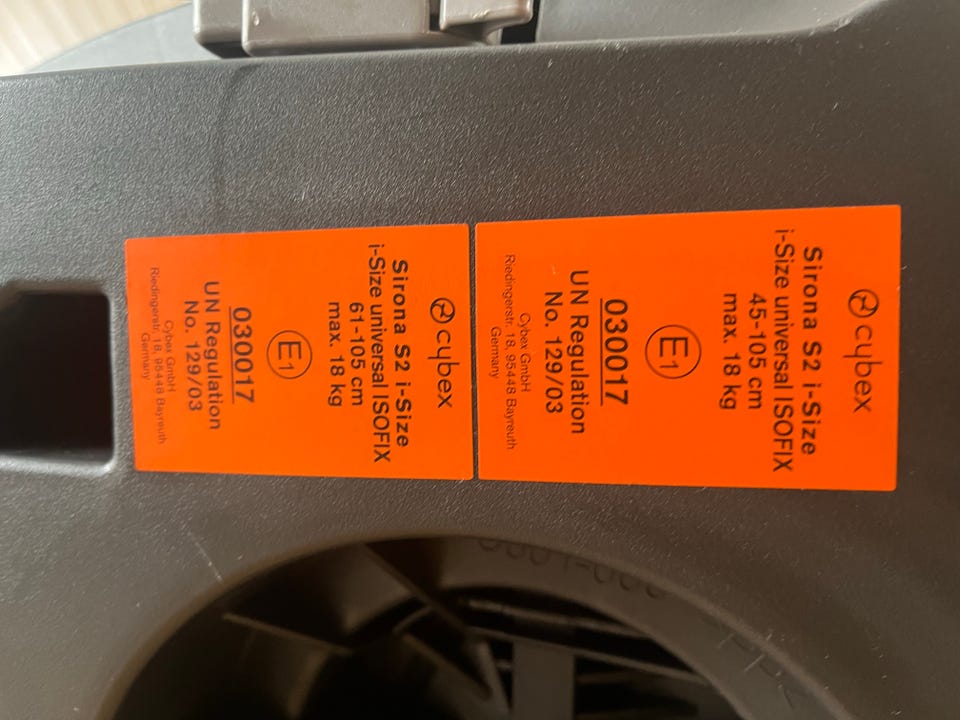 cybex
Sirona S2 i-Size
i-Size universal ISOFIX
45-105 cm
max. 18 kg
E1
030017
UN Regulation
No. 129/03
Cybex GmbH
Riedingerstr. 18, 95448 Bayreuth
Germany
cybex
Sirona S2 i-Size
i-Size universal ISOFIX
61-105 cm
max. 18 kg
E1
030017
UN Regulation
No. 129/03
Cybex GmbH
Riedingerstr. 18, 95448 Bayreuth
Germany